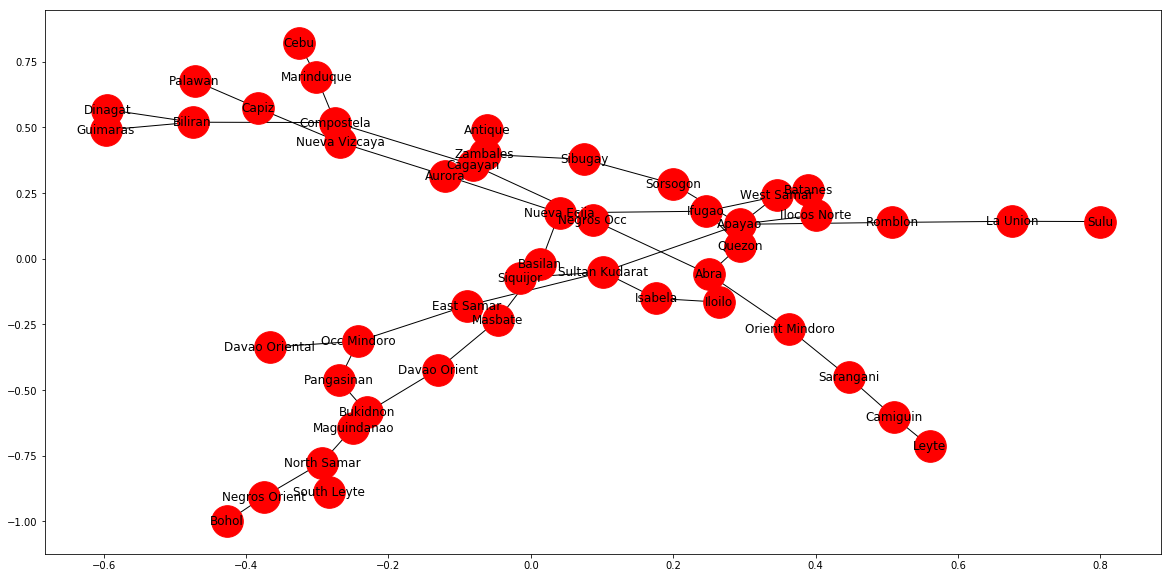 Cebu
Marinduque
Palawan
Capiz
Dinagat
Guimaras
Biliran
Compostela
Nueva Vizcaya
Antique
Zambales
Cagayan
Aurora
Sibugay
Sorsogon
West Samar
Batanes
Ifugao
Ilocos Norte
Apayao
Nueva Ecija
Negros Occ
Romblon
La Union
Sulu
Quezon
Basilan
Siquijor
Sultan Kudarat
Abra
Isabela
Iloilo
East Samar
Masbate
Orient Mindoro
Occ Mindoro
Davao Oriental
Davao Orient
Pangasinan
Sarangani
Bukidnon
Maguindanao
Camiguin
Leyte
North Samar
South Leyte
Negros Orient
Bohol
0.75
0.50
0.25
0.00
−0.25
−0.50
−0.75
−1.00
−0.6
−0.4
−0.2
0.0
0.2
0.4
0.6
0.8